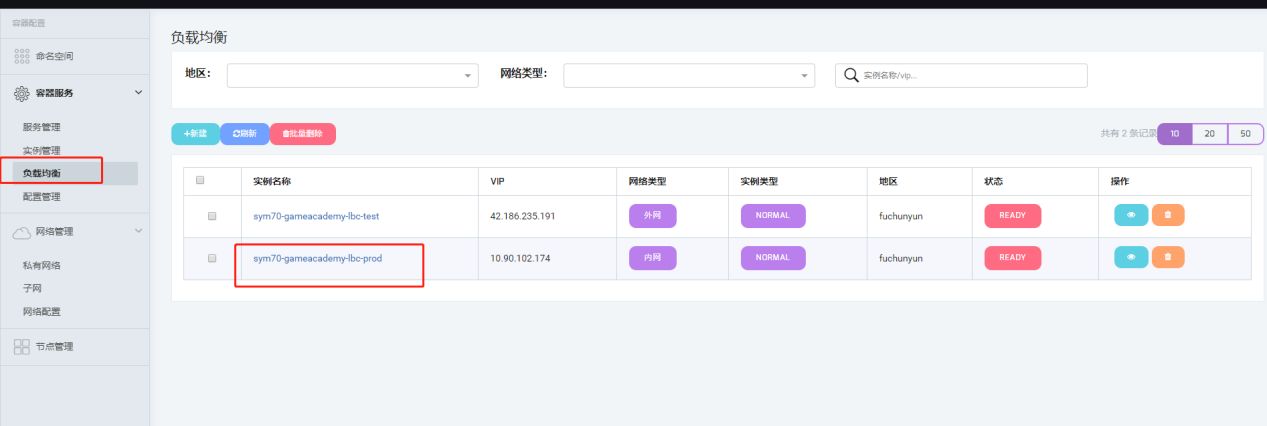 容器配置
命名空间
容器服务
服务管理
实例管理
负载均衡
配置管理
网络管理
私有网络
子网
网络配置
节点管理
负载均衡
地区： 网络类型： 实例名称/vip...
+新建 刷新 批量删除 共有 2 条记录 10 20 50
实例名称 VIP 网络类型 实例类型 地区 状态 操作
sym70-gameacademy-lbc-test 42.186.235.191 外网 NORMAL fuchunyun READY
sym70-gameacademy-lbc-prod 10.90.102.174 内网 NORMAL fuchunyun READY